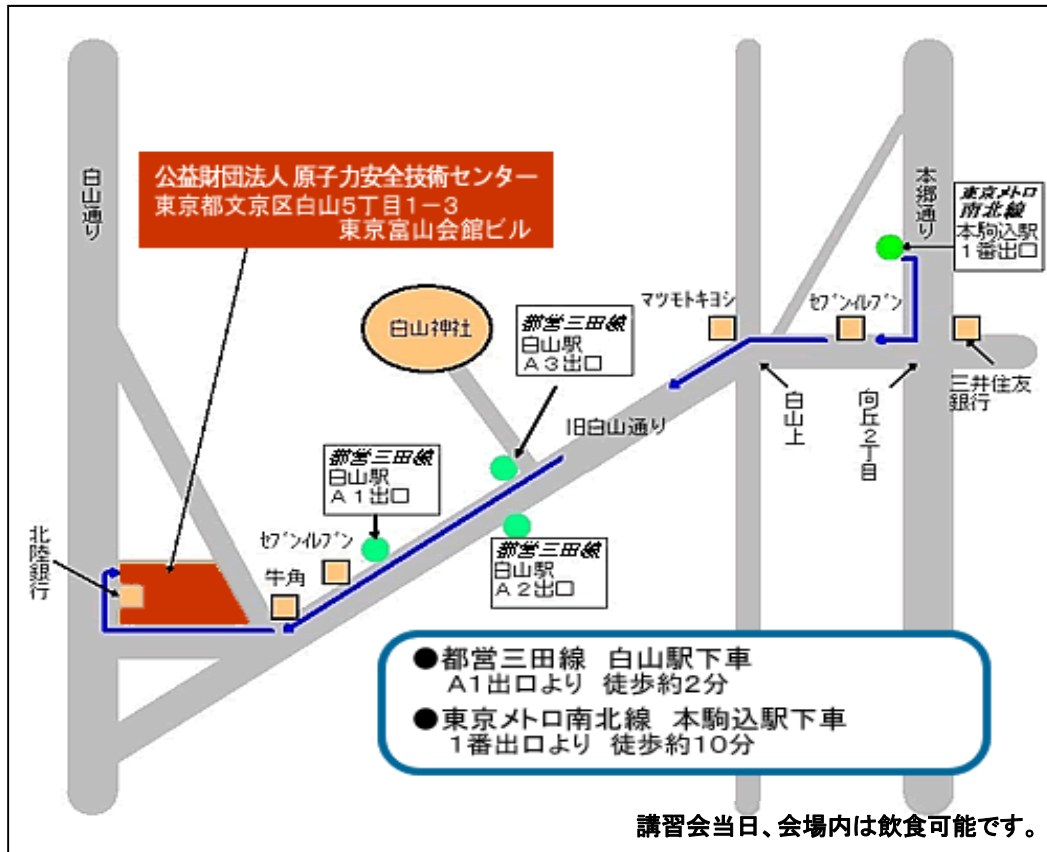 白山通り
公益財団法人 原子力安全技術センター
東京都文京区白山5丁目1−3
東京富山会館ビル
本郷通り
東京メトロ
南北線
本駒込駅
1番出口
マツモトキヨシ
ｾﾌﾞﾝｲﾚﾌﾞﾝ
白山神社
都営三田線
白山駅
A3出口
三井住友
銀行
白山上
向丘2丁目
旧白山通り
都営三田線
白山駅
A1出口
北陸銀行
ｾﾌﾞﾝｲﾚﾌﾞﾝ
牛角
都営三田線
白山駅
A2出口
●都営三田線 白山駅下車
A1出口より 徒歩約2分
●東京メトロ南北線 本駒込駅下車
1番出口より 徒歩約10分
講習会当日、会場内は飲食可能です。